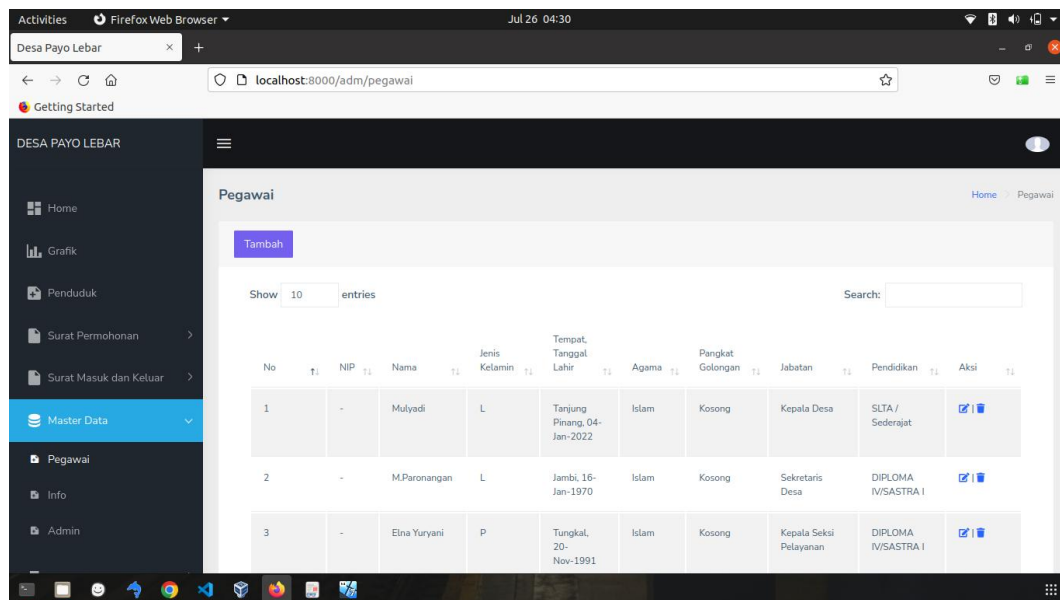 Activities Firefox Web Browser Jul 26 04:30
Desa Payo Lebar
localhost:8000/adm/pegawai
Getting Started
DESA PAYO LEBAR
Home
Grafik
Penduduk
Surat Permohonan
Surat Masuk dan Keluar
Master Data
Pegawai
Info
Admin
Pegawai
Home Pegawai
Tambah
Show 10 entries
Search:
No NIP Nama Jenis Kelamin Tempat, Tanggal Lahir Agama Pangkat Golongan Jabatan Pendidikan Aksi
1 - Mulyadi L Tanjung Pinang, 04-Jan-2022 Islam Kosong Kepala Desa SLTA / Sederajat
2 - M.Paronangan L Jambi, 16-Jan-1970 Islam Kosong Sekretaris Desa DIPLOMA IV/SASTRA I
3 - Elna Yuryani P Tungkal, 20-Nov-1991 Islam Kosong Kepala Seksi Pelayanan DIPLOMA IV/SASTRA I